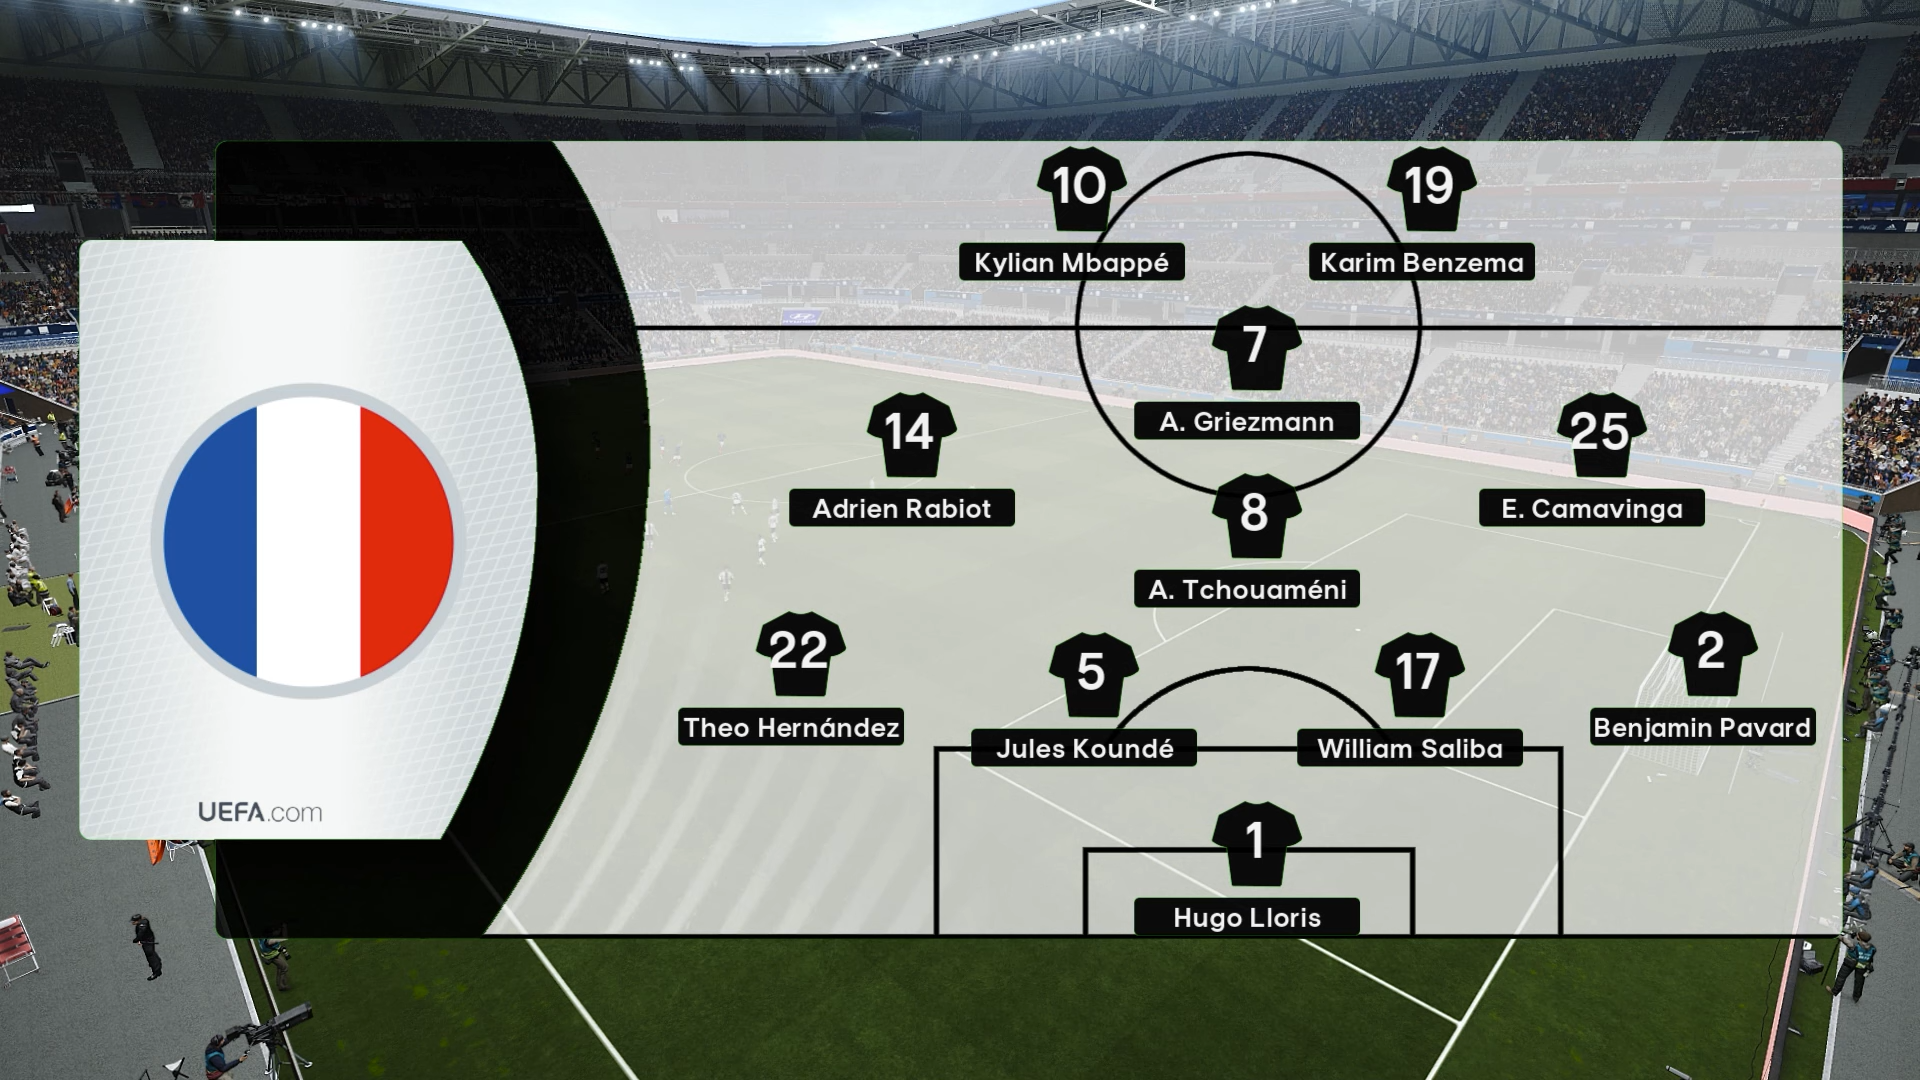 10
19
Kylian Mbappé
Karim Benzema
7
A. Griezmann
14
25
Adrien Rabiot
E. Camavinga
8
A. Tchouaméni
22
5
17
2
Theo Hernández
Jules Koundé
William Saliba
Benjamin Pavard
UEFA.com
1
Hugo Lloris